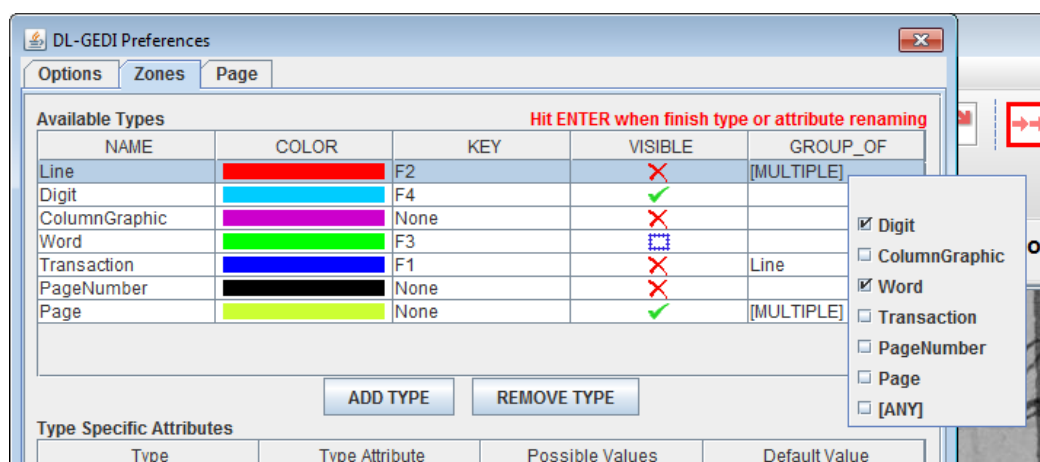 DL-GEDI Preferences
Options Zones Page
Available Types Hit ENTER when finish type or attribute renaming
NAME COLOR KEY VISIBLE GROUP_OF
Line F2 [MULTIPLE]
Digit F4
ColumnGraphic None
Word F3
Transaction F1 Line
PageNumber None
Page None [MULTIPLE]
Digit
ColumnGraphic
Word
Transaction
PageNumber
Page
[ANY]
ADD TYPE REMOVE TYPE
Type Specific Attributes
Type Type Attribute Possible Values Default Value